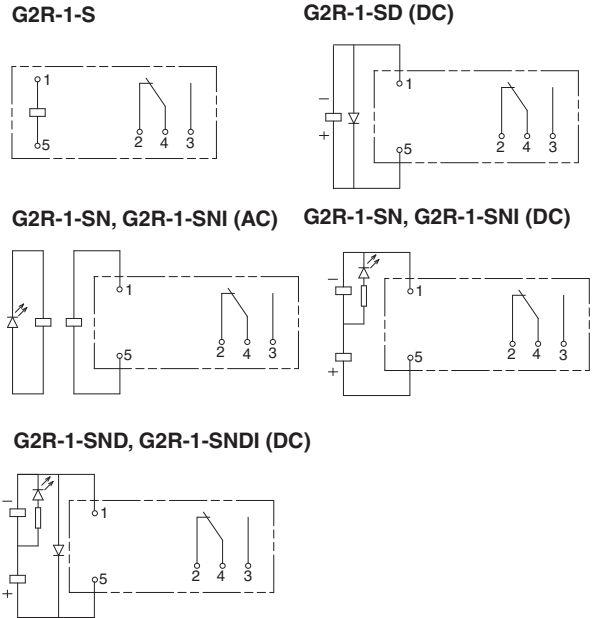 G2R-1-S
1
5
2 4 3
G2R-1-SD (DC)
−
+
1
5
2 4 3
G2R-1-SN, G2R-1-SNI (AC)
1
5
2 4 3
G2R-1-SN, G2R-1-SNI (DC)
−
+
1
5
2 4 3
G2R-1-SND, G2R-1-SNDI (DC)
−
+
1
5
2 4 3